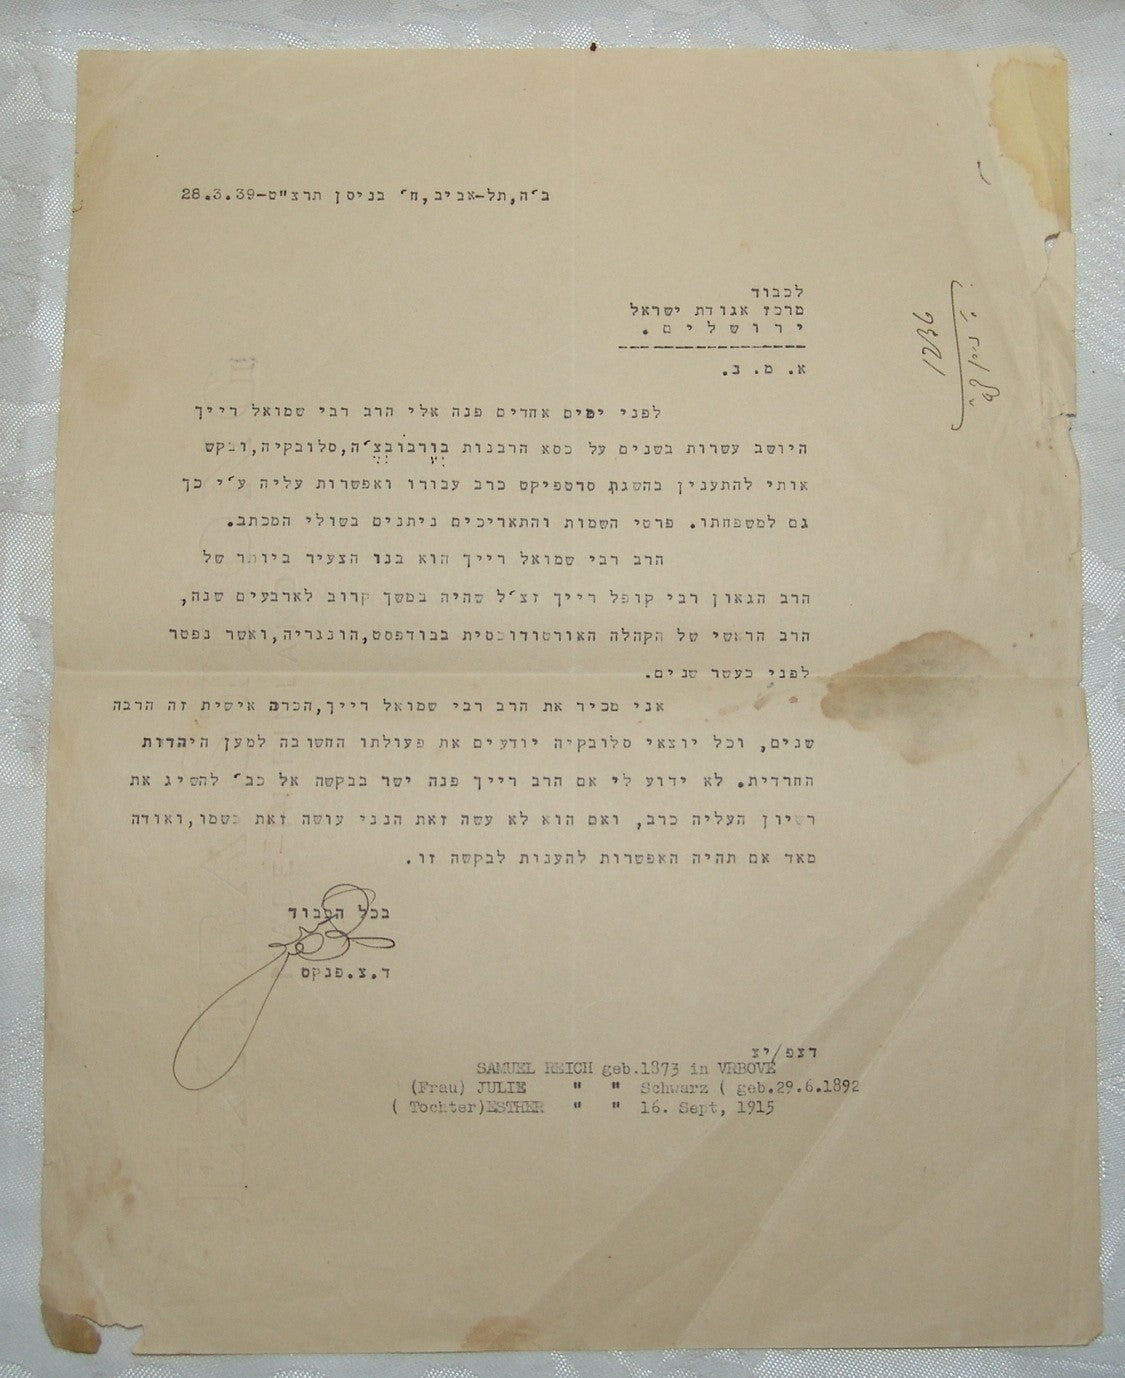 ב"ה,תל-אביב,ח' בניסן תרצ"ט-28.3.39
לכבוד
מרכז אגודת ישראל
ירושלים.
א. מ. נ.
לפני ימים אחדים פנה אלי הרב רבי שמואל רייך
היושב עשרות בשנים על כסא הרבנות בורבובצ'ה,סלובקיה,ובקש
אותי להתענין בהשגת סרטפיקט כרב עבורו ואפשרות עליה ע"י כך
גם למשפחתו. פרטי השמות והתאריכים ניתנים בשולי המכתב.
הרב רבי שמואל רייך הוא בנו הצעיר ביותר של
הרב הגאון רבי קופל רייך זצ"ל שהיה במשך קרוב לארבעים שנה,
הרב הראשי של הקהלה האורטודוכסית בבודפסט,הונגריה,ואשר נפטר
לפני כעשר שנים.
אני מכיר את הרב רבי שמואל רייך,הכרה אישית זה הרבה
שנים, וכל יוצאי סלובקיה יודעים את פעולתו החשובה למען היהדות
החרדית. לא ידוע לי אם הרב רייך פנה ישר בבקשה אל כב' להשיג את
רשיון העליה כרב, ואם הוא לא עשה זאת הנני עושה זאת בשמו,ואודה
מאד אם תהיה האפשרות להענות לבקשה זו.
בכל הכבוד
ד.צ.פנקס
דצפ/יצ
SAMUEL REICH geb.1873 in VRBOVE
(Frau) JULIE " " Schwarz ( geb.29.6.1892
( Tochter)ESTHER " " 16. Sept, 1915